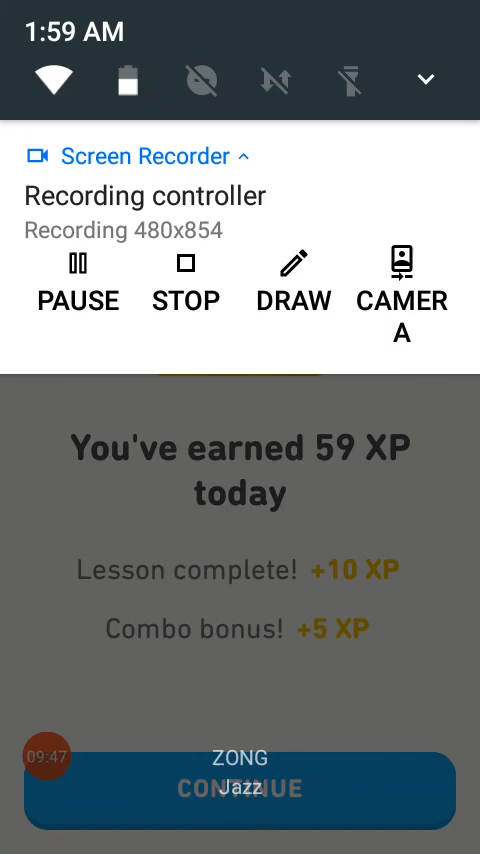 1:59 AM
Screen Recorder
Recording controller
Recording 480x854
PAUSE STOP DRAW CAMER
A
You've earned 59 XP
today
Lesson complete! +10 XP
Combo bonus! +5 XP
09:47
ZONG
CONTINUE
Jazz